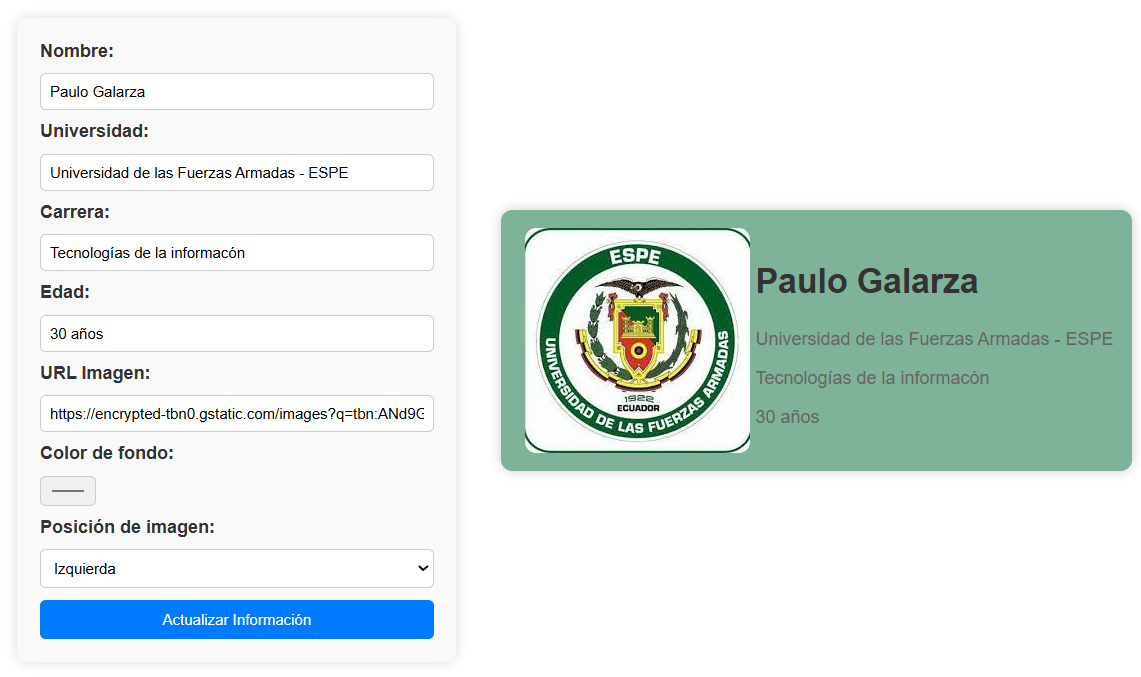 Nombre:
Paulo Galarza
Universidad:
Universidad de las Fuerzas Armadas - ESPE
Carrera:
Tecnologías de la informacón
Edad:
30 años
URL Imagen:
https://encrypted-tbn0.gstatic.com/images?q=tbn:ANd9G
Color de fondo:
Posición de imagen:
Izquierda
Actualizar Información
ESPE
UNIVERSIDAD DE LAS FUERZAS ARMADAS
1922
ECUADOR
Paulo Galarza
Universidad de las Fuerzas Armadas - ESPE
Tecnologías de la informacón
30 años